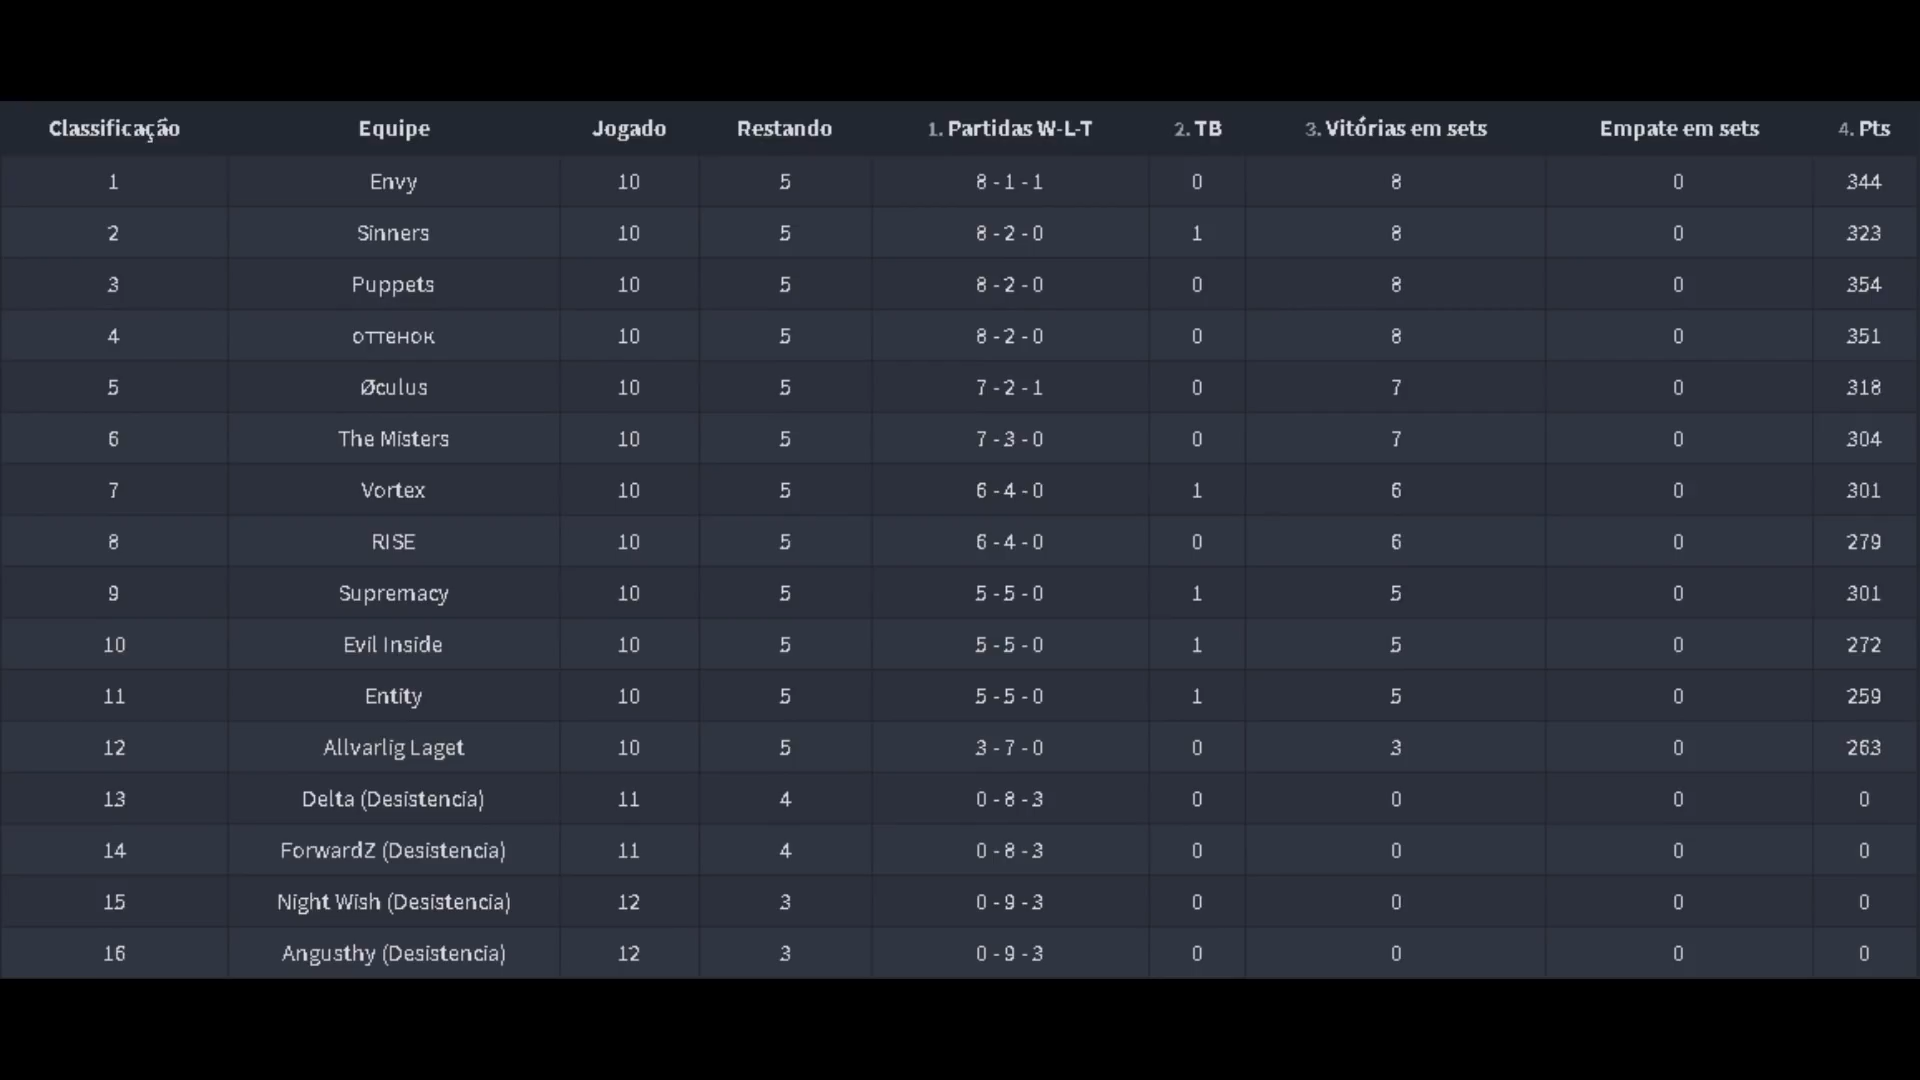 Classificação Equipe Jogado Restando 1. Partidas W-L-T 2. TB 3. Vitórias em sets Empate em sets 4. Pts
1 Envy 10 5 8 - 1 - 1 0 8 0 344
2 Sinners 10 5 8 - 2 - 0 1 8 0 323
3 Puppets 10 5 8 - 2 - 0 0 8 0 354
4 оттенок 10 5 8 - 2 - 0 0 8 0 351
5 Øculus 10 5 7 - 2 - 1 0 7 0 318
6 The Misters 10 5 7 - 3 - 0 0 7 0 304
7 Vortex 10 5 6 - 4 - 0 1 6 0 301
8 RISE 10 5 6 - 4 - 0 0 6 0 279
9 Supremacy 10 5 5 - 5 - 0 1 5 0 301
10 Evil Inside 10 5 5 - 5 - 0 1 5 0 272
11 Entity 10 5 5 - 5 - 0 1 5 0 259
12 Allvarlig Laget 10 5 3 - 7 - 0 0 3 0 263
13 Delta (Desistencia) 11 4 0 - 8 - 3 0 0 0 0
14 ForwardZ (Desistencia) 11 4 0 - 8 - 3 0 0 0 0
15 Night Wish (Desistencia) 12 3 0 - 9 - 3 0 0 0 0
16 Angusthy (Desistencia) 12 3 0 - 9 - 3 0 0 0 0